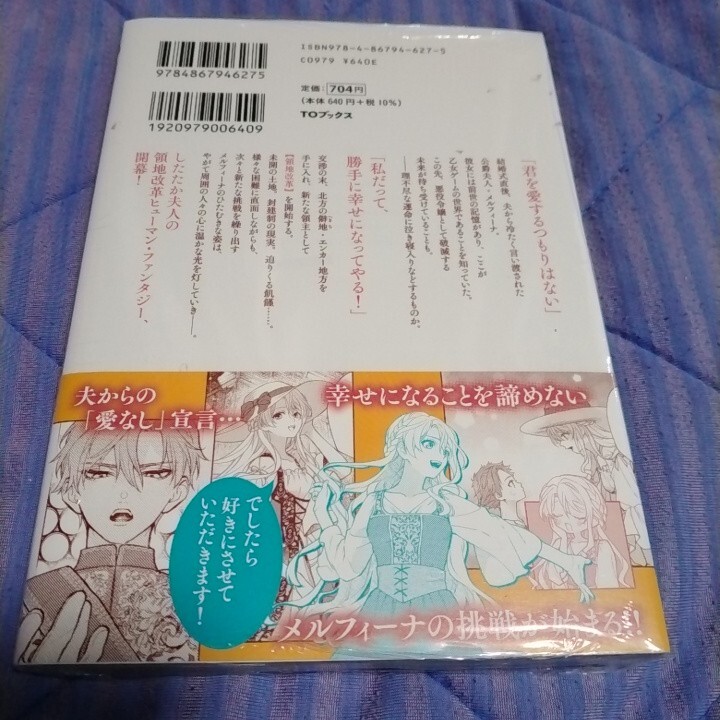 9784867946275
1920979006409
ISBN978-4-86794-627-5
C0979 ¥640E
定価：704円
(本体 640円+税 10%)
TOブックス
「君を愛するつもりはない」
結婚式直後、夫から冷たく言い渡された
公爵夫人・メルフィーナ。
彼女には前世の記憶があり、ここが
乙女ゲームの世界であることを知っていた。
この先、悪役令嬢として破滅する
未来が待ち受けていることも。
――理不尽な運命に泣き寝入りなどするものか。
「私だって、
勝手に幸せになってやる！」
交渉の末、北方の僻地・エンカー地方を
手に入れ、新たな領主として
【領地改革】を開始する。
未開の土地、封建制の現実、迫りくる飢饉……。
様々な困難に直面しながらも、
次々と新たな挑戦を繰り出す
メルフィーナのひたむきな姿は、
やがて周囲の人々の心に温かな光を灯していき――。
したたか夫人の
領地改革ヒューマン・ファンタジー、
開幕！
夫からの
「愛なし」宣言…
幸せになることを諦めない
でしたら
好きにさせて
いただきます！
メルフィーナの挑戦が始まる!!